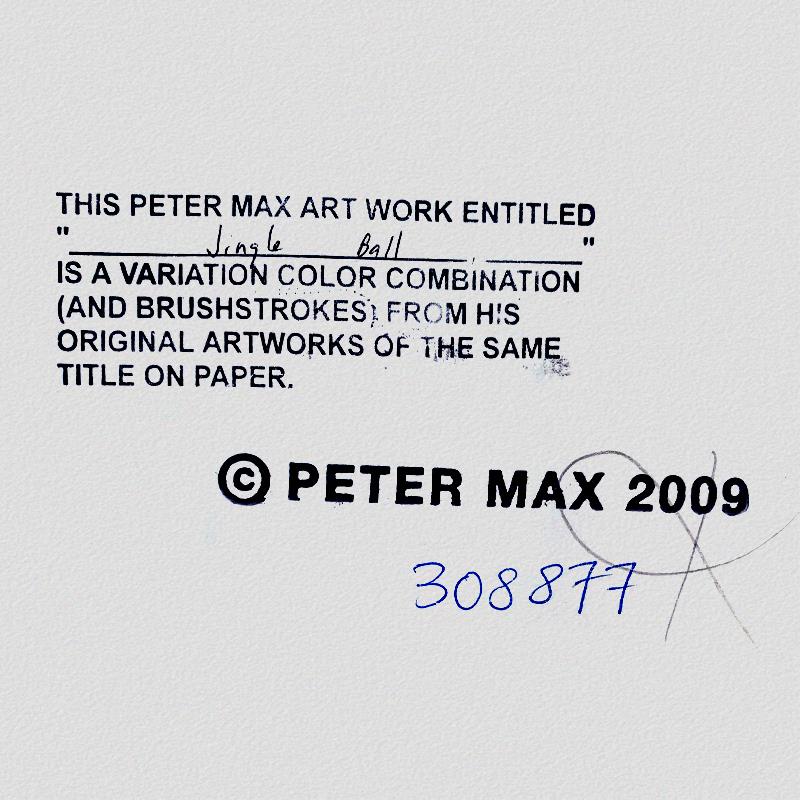 THIS PETER MAX ART WORK ENTITLED
" Jingle Ball "
IS A VARIATION COLOR COMBINATION
(AND BRUSHSTROKES) FROM HIS
ORIGINAL ARTWORKS OF THE SAME
TITLE ON PAPER.
© PETER MAX 2009
308877